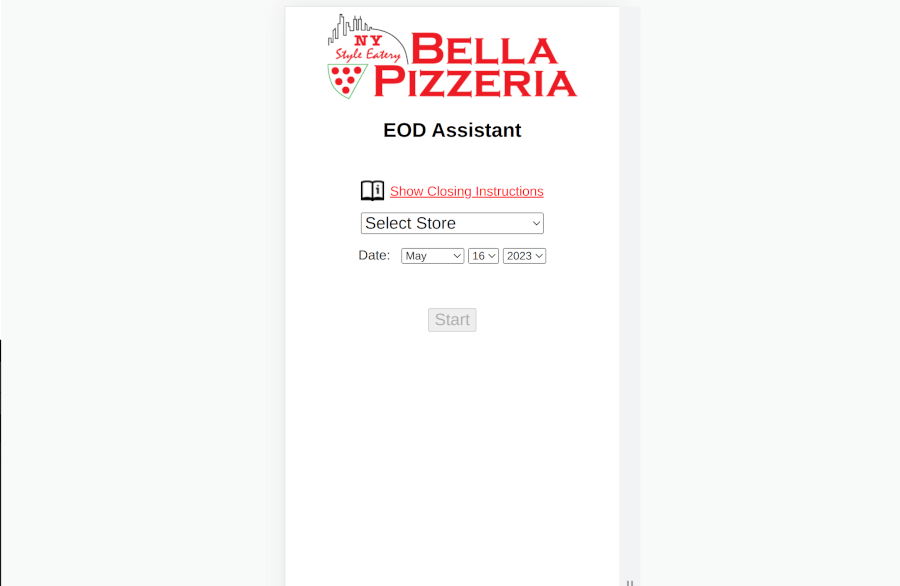 NY
Style Eatery
BELLA
PIZZERIA
EOD Assistant
Show Closing Instructions
Select Store
Date: May 16 2023
Start